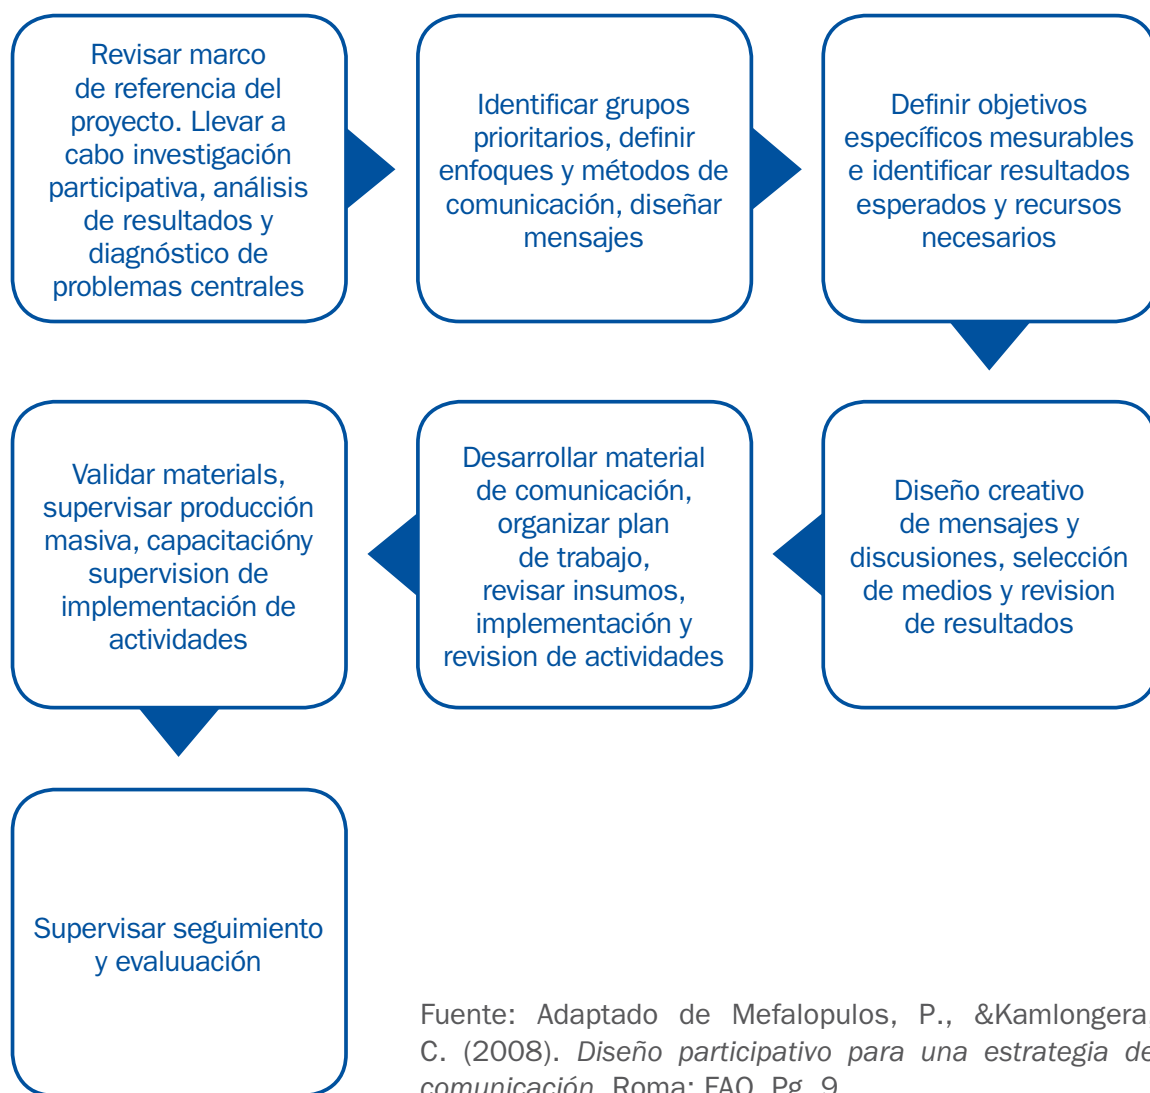 Revisar marco
de referencia del
proyecto. Llevar a
cabo investigación
participativa, análisis
de resultados y
diagnóstico de
problemas centrales
Identificar grupos
prioritarios, definir
enfoques y métodos de
comunicación, diseñar
mensajes
Definir objetivos
específicos mesurables
e identificar resultados
esperados y recursos
necesarios
Diseño creativo
de mensajes y
discusiones, selección
de medios y revision
de resultados
Desarrollar material
de comunicación,
organizar plan
de trabajo,
revisar insumos,
implementación y
revision de actividades
Validar materials,
supervisar producción
masiva, capacitacióny
supervision de
implementación de
actividades
Supervisar seguimiento
y evaluuación
Fuente: Adaptado de Mefalopulos, P., &Kamlongera,
C. (2008). Diseño participativo para una estrategia de
comunicación. Roma: FAO. Pg. 9